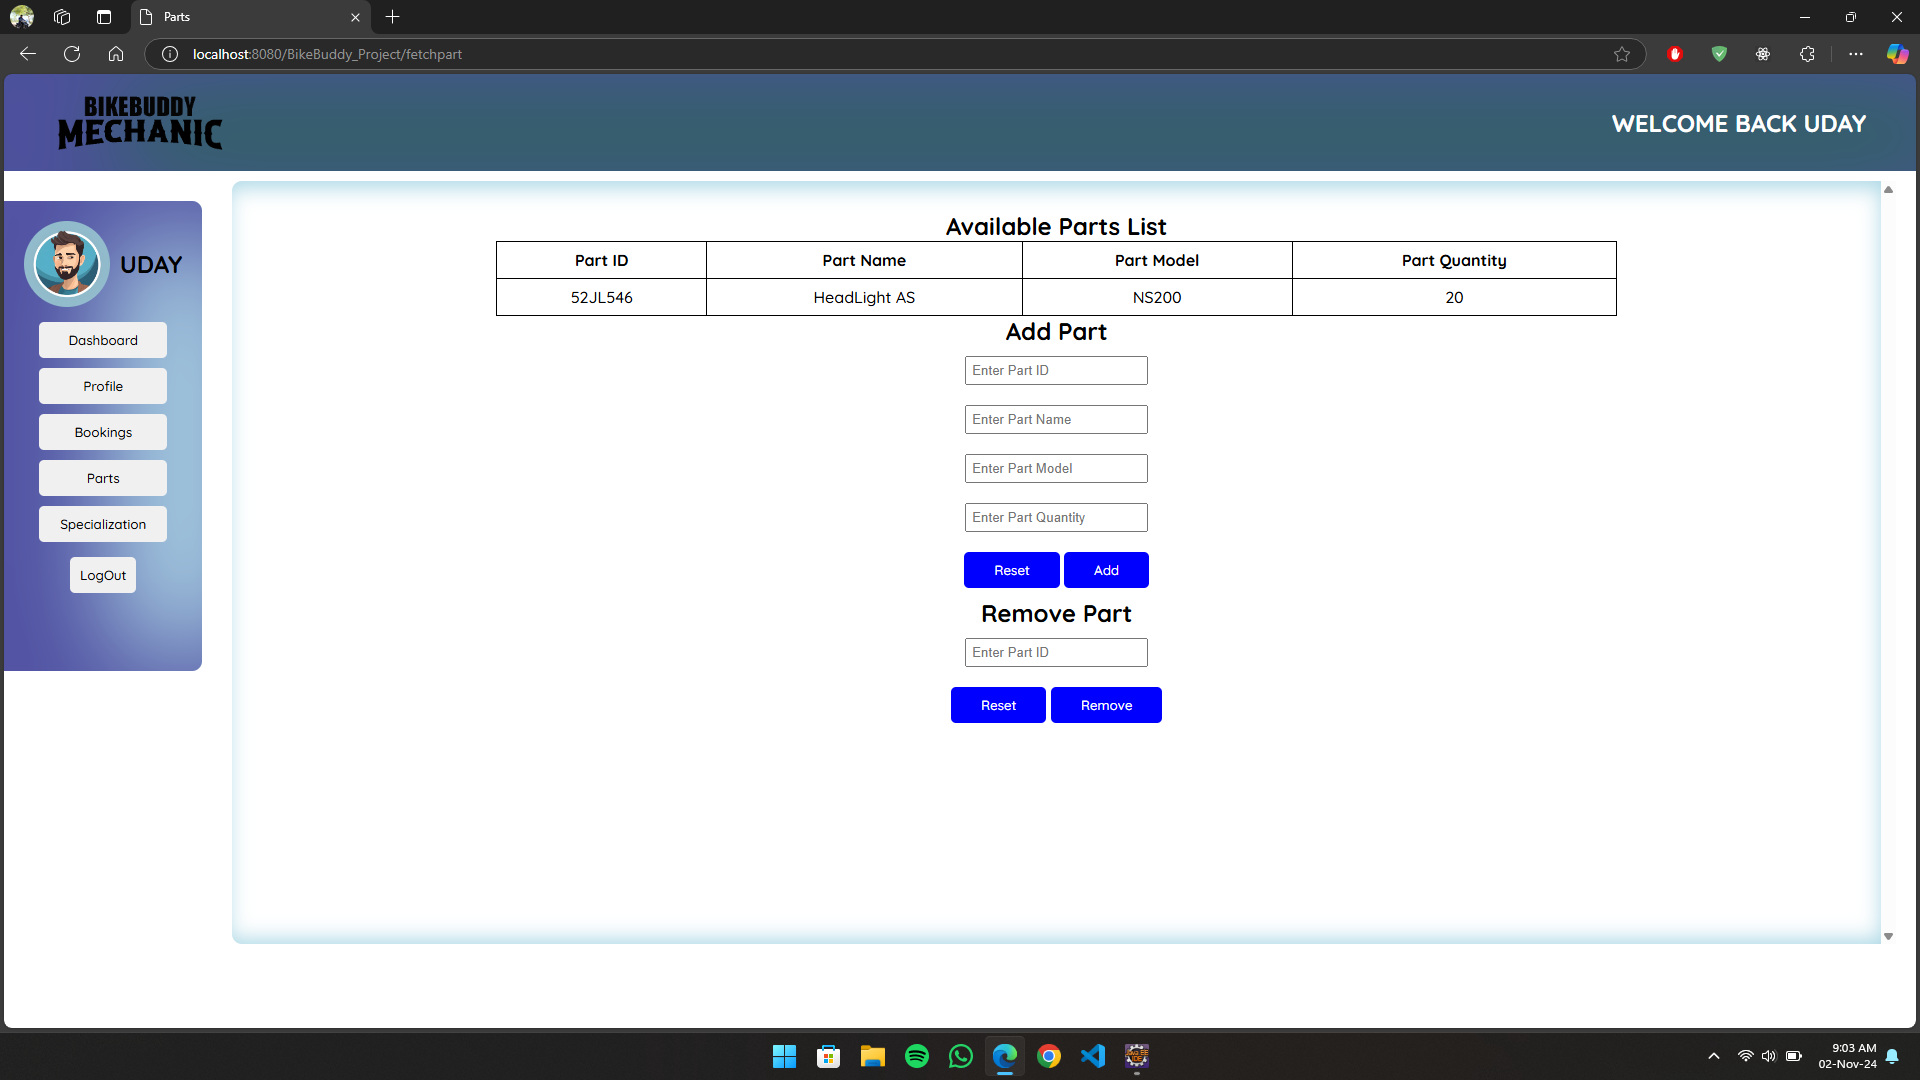 Parts
localhost:8080/BikeBuddy_Project/fetchpart
BIKEBUDDY
MECHANIC
WELCOME BACK UDAY
UDAY
Dashboard
Profile
Bookings
Parts
Specialization
LogOut
Available Parts List
Part ID Part Name Part Model Part Quantity
52JL546 HeadLight AS NS200 20
Add Part
Enter Part ID
Enter Part Name
Enter Part Model
Enter Part Quantity
Reset Add
Remove Part
Enter Part ID
Reset Remove
9:03 AM
02-Nov-24